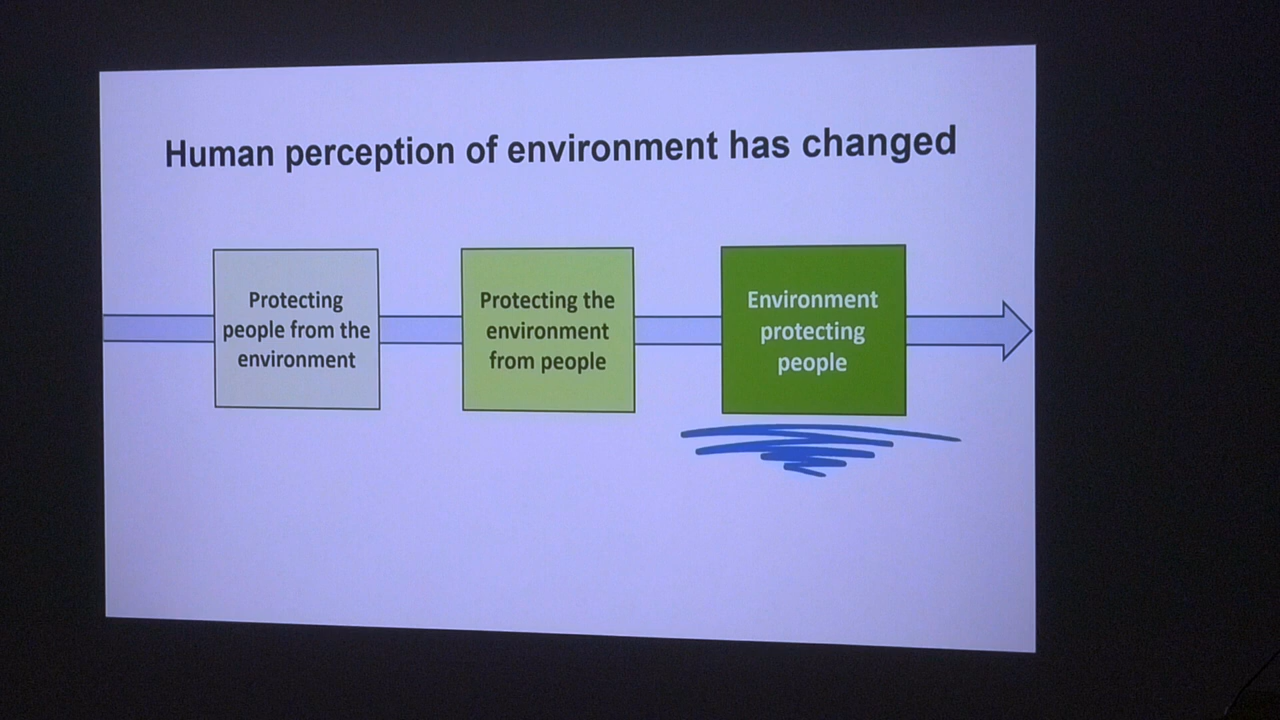 Human perception of environment has changed
Protecting
people from the
environment
Protecting the
environment
from people
Environment
protecting
people